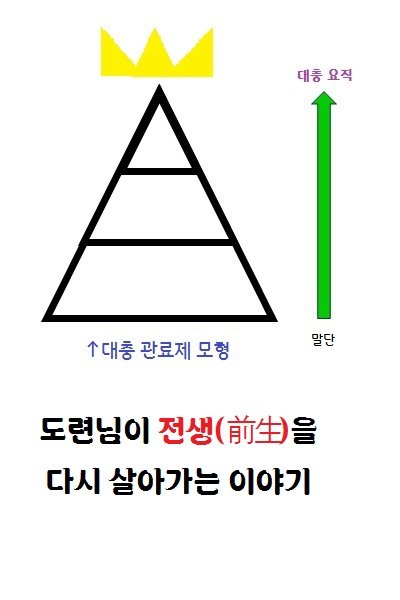 대충 요직
말단
↑대충 관료제 모형
도련님이 전생(前生)을
다시 살아가는 이야기